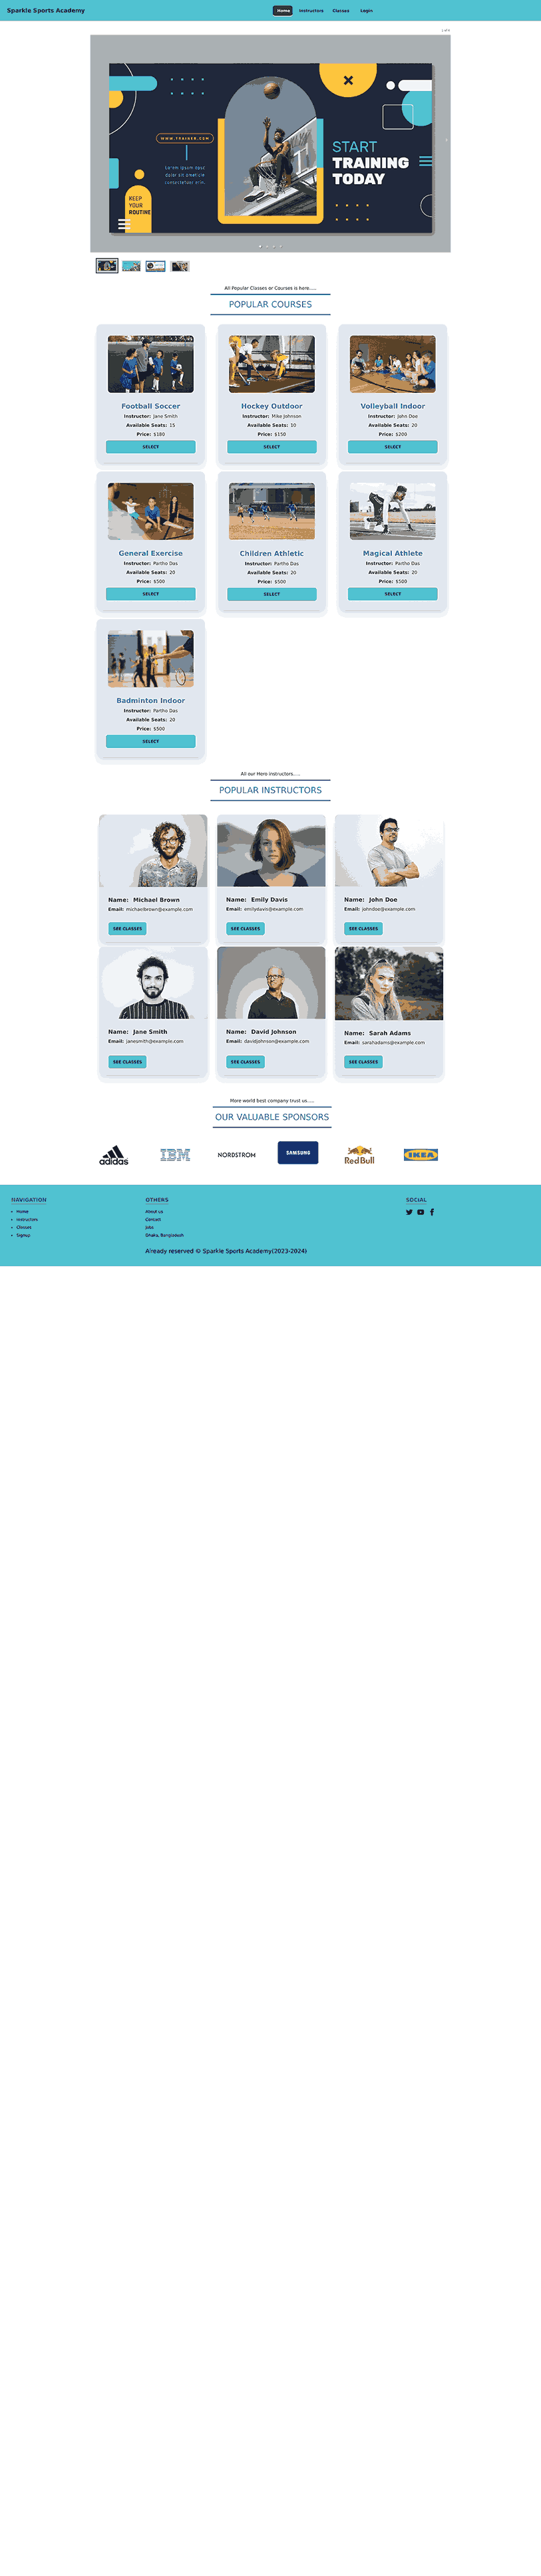 Sparkle Sports Academy
Home Instructors Classes Login
WWW.TRAINER.COM
Lorem ipsum best
dolor sit ametcim
consectetfoor mim.
KEEP
YOUR
ROUTINE
START
TRAINING
TODAY
All Popular Classes or Courses is here.....
POPULAR COURSES
Football Soccer
Instructor: Jane Smith
Available Seats: 15
Price: $180
SELECT
Hockey Outdoor
Instructor: Mike Johnson
Available Seats: 10
Price: $150
SELECT
Volleyball Indoor
Instructor: John Doe
Available Seats: 20
Price: $200
SELECT
General Exercise
Instructor: Partho Das
Available Seats: 20
Price: $500
SELECT
Children Athletic
Instructor: Partho Das
Available Seats: 20
Price: $500
SELECT
Magical Athlete
Instructor: Partho Das
Available Seats: 20
Price: $500
SELECT
Badminton Indoor
Instructor: Partho Das
Available Seats: 20
Price: $500
SELECT
All our Hero instructors.....
POPULAR INSTRUCTORS
Name: Michael Brown
Email: michaelbrown@example.com
SEE CLASSES
Name: Emily Davis
Email: emilydavis@example.com
SEE CLASSES
Name: John Doe
Email: johndoe@example.com
SEE CLASSES
Name: Jane Smith
Email: janesmith@example.com
SEE CLASSES
Name: David Johnson
Email: davidjohnson@example.com
SEE CLASSES
Name: Sarah Adams
Email: sarahadams@example.com
SEE CLASSES
More world best company trust us.....
OUR VALUABLE SPONSORS
adidas
IBM
NORDSTROM
SAMSUNG
Red Bull
IKEA
NAVIGATION
Home
Instructors
Classes
Signup
OTHERS
About us
Contact
Jobs
Dhaka, Bangladesh
SOCIAL
Already reserved © Sparkle Sports Academy(2023-2024)